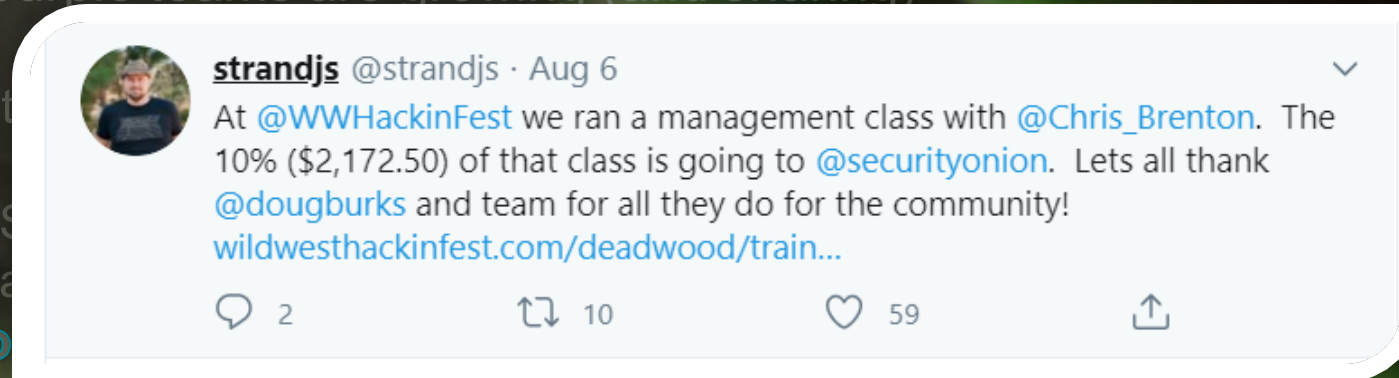 strandjs @strandjs · Aug 6
At @WWHackinFest we ran a management class with @Chris_Brenton.  The
10% ($2,172.50) of that class is going to @securityonion.  Lets all thank
@dougburks and team for all they do for the community!
wildwesthackinfest.com/deadwood/train...
2 10 59